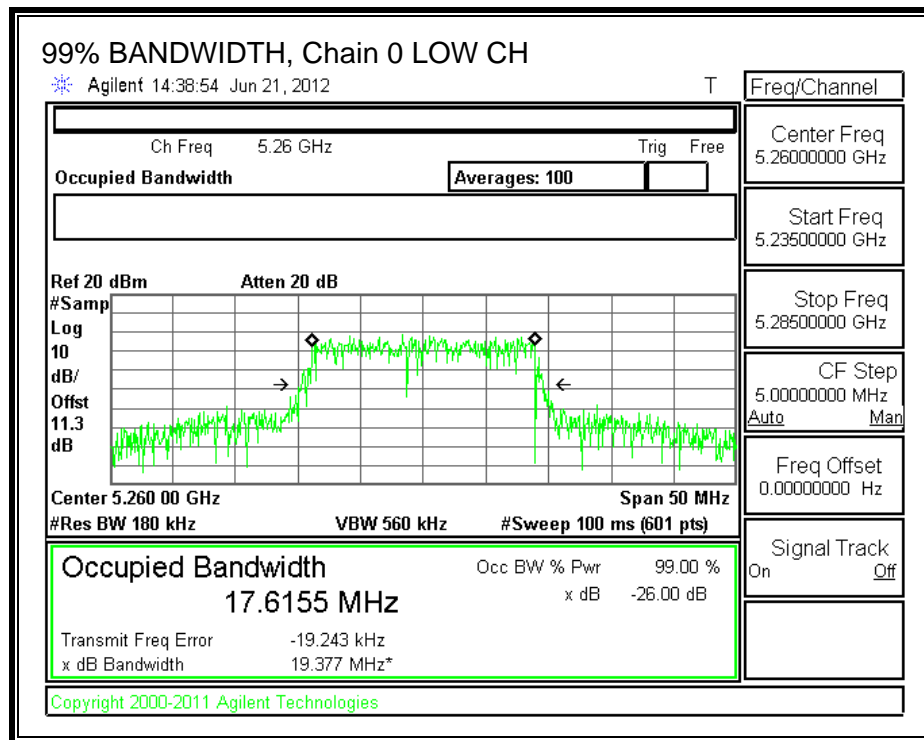 99% BANDWIDTH, Chain 0 LOW CH
Agilent 14:38:54 Jun 21, 2012 T
Freq/Channel
Ch Freq 5.26 GHz Trig Free
Occupied Bandwidth Averages: 100
Center Freq
5.26000000 GHz
Start Freq
5.23500000 GHz
Stop Freq
5.28500000 GHz
CF Step
5.00000000 MHz
Auto Man
Freq Offset
0.00000000 Hz
Signal Track
On Off
Ref 20 dBm Atten 20 dB
#Samp
Log
10
dB/
Offst
11.3
dB
Center 5.260 00 GHz Span 50 MHz
#Res BW 180 kHz VBW 560 kHz #Sweep 100 ms (601 pts)
Occupied Bandwidth Occ BW % Pwr 99.00 %
17.6155 MHz x dB -26.00 dB
Transmit Freq Error -19.243 kHz
x dB Bandwidth 19.377 MHz*
Copyright 2000-2011 Agilent Technologies